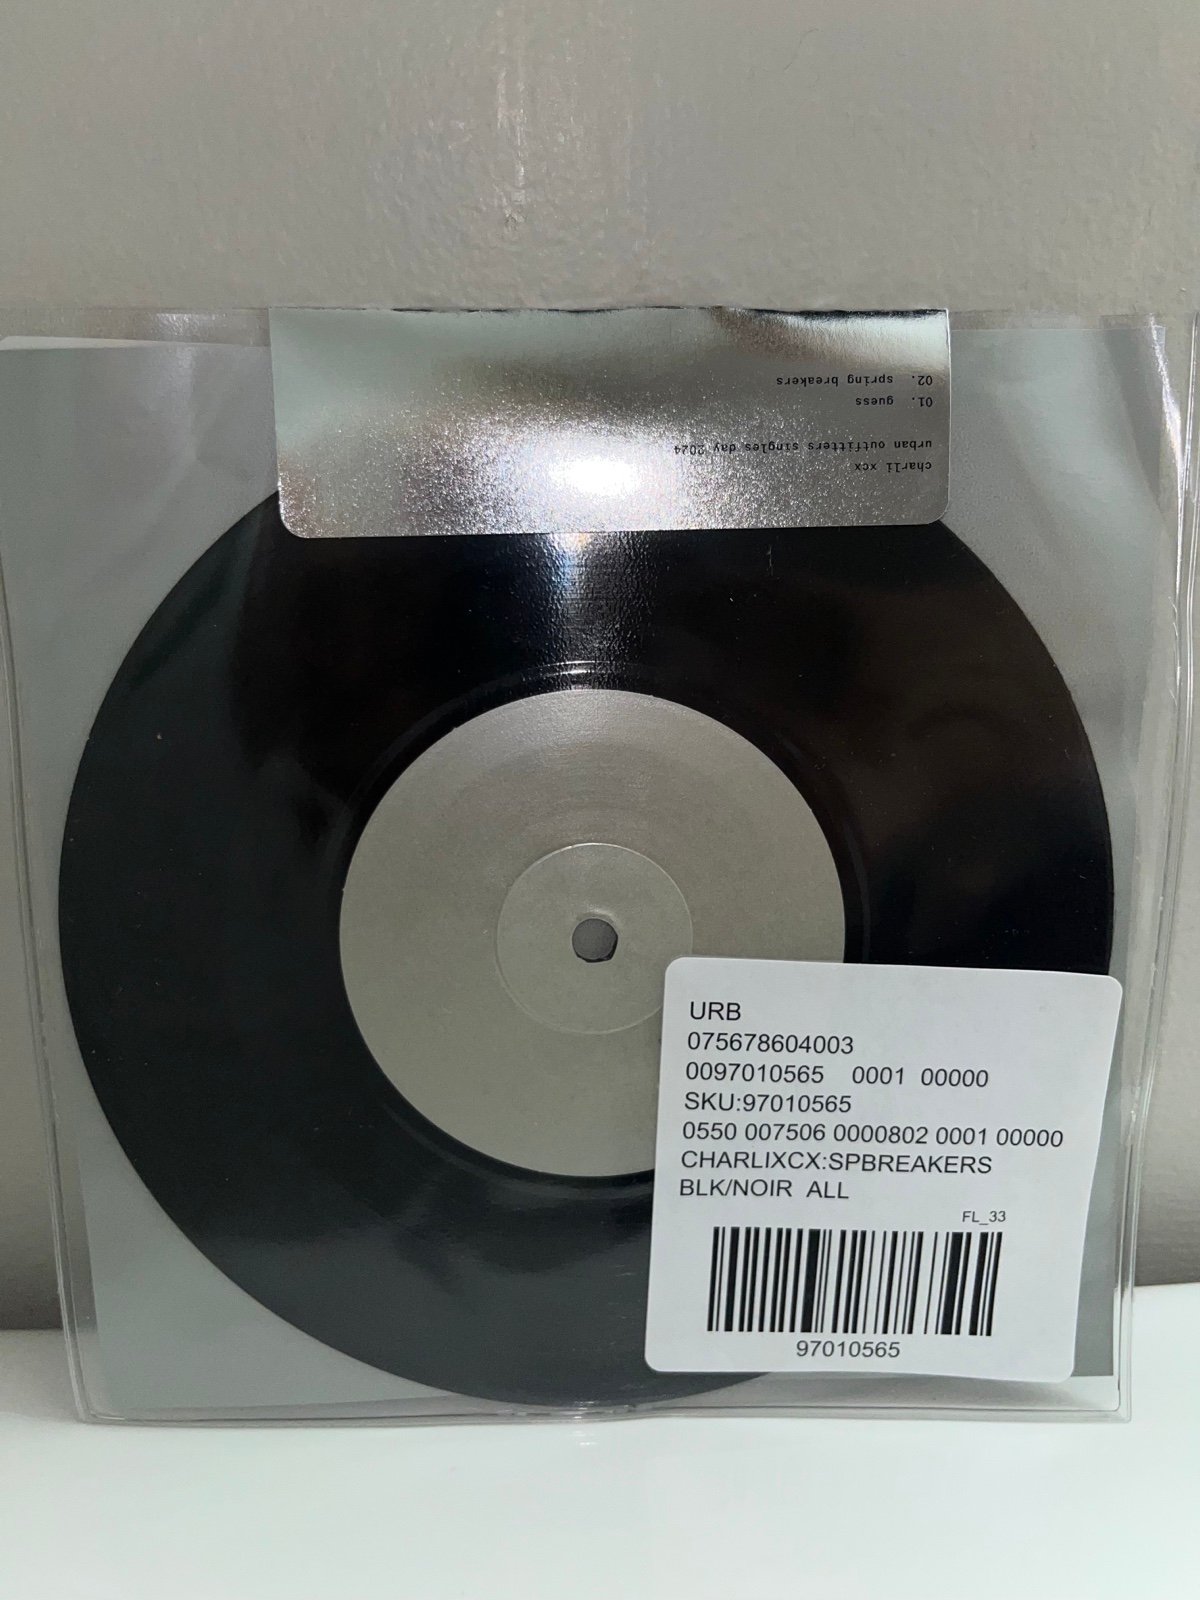 charli xcx
urban outfitters singles day 2024
01. guess
02. spring breakers
URB
075678604003
0097010565 0001 00000
SKU:97010565
0550 007506 0000802 0001 00000
CHARLIXCX:SPBREAKERS
BLK/NOIR ALL
FL_33
97010565